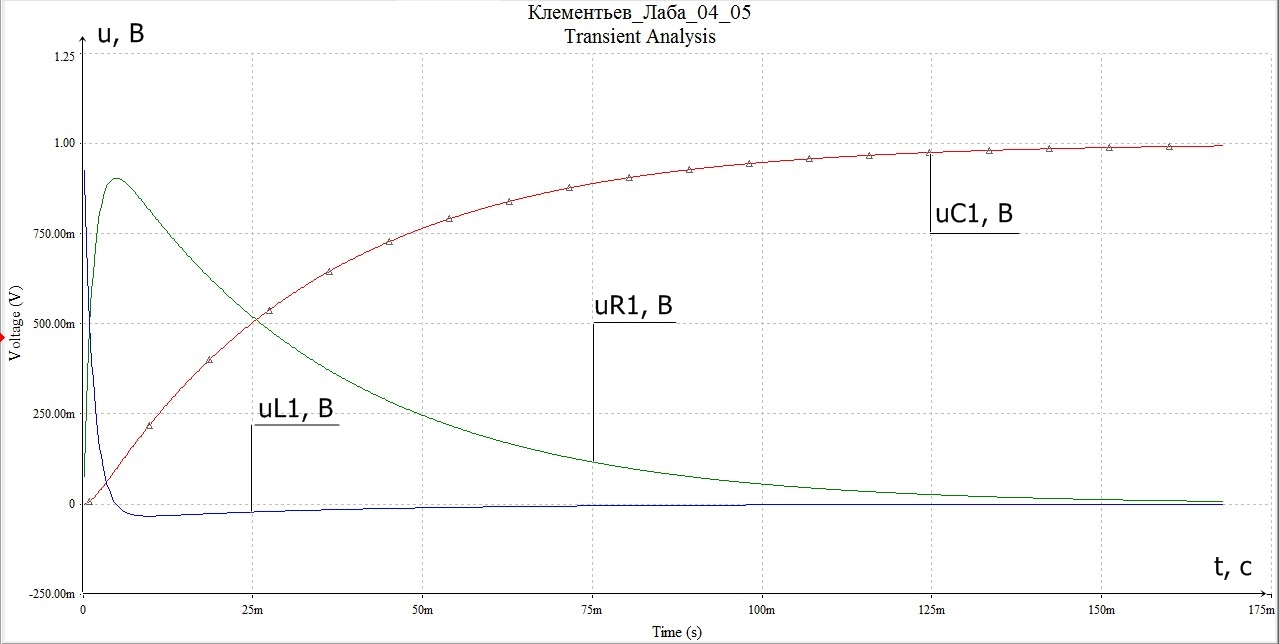 Клементьев_Лаба_04_05
Transient Analysis
u, В
1.25
1.00
750.00m
500.00m
250.00m
0
-250.00m
Voltage (V)
uC1, В
uR1, В
uL1, В
t, с
0 25m 50m 75m 100m 125m 150m 175m
Time (s)